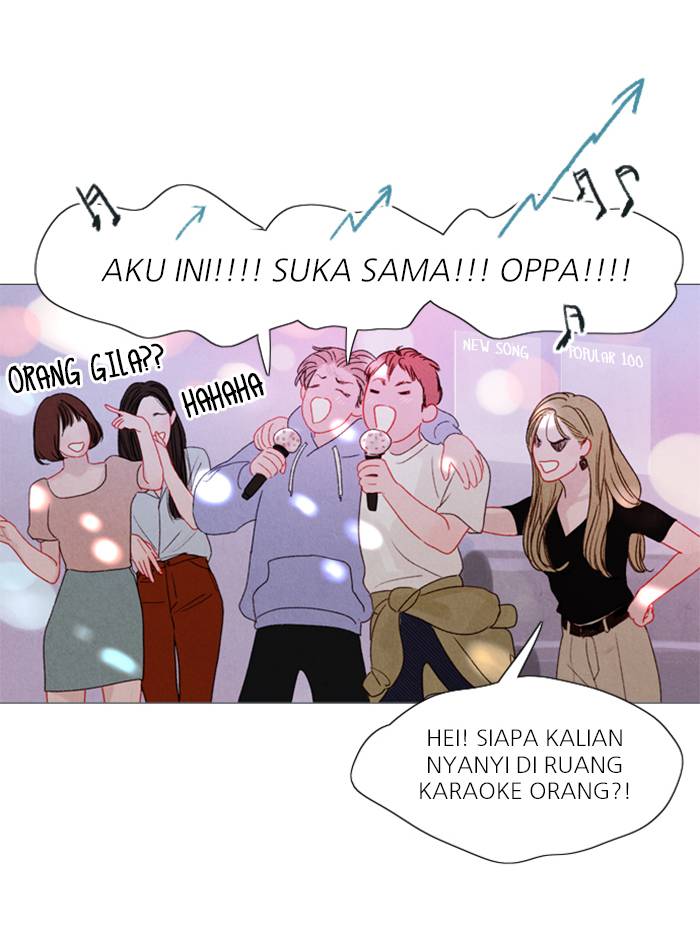 AKU INI!!!! SUKA SAMA!!! OPPA!!!!
NEW SONG
POPULAR 100
ORANG GILA??
HAHAHA
HEI! SIAPA KALIAN
NYANYI DI RUANG
KARAOKE ORANG?!